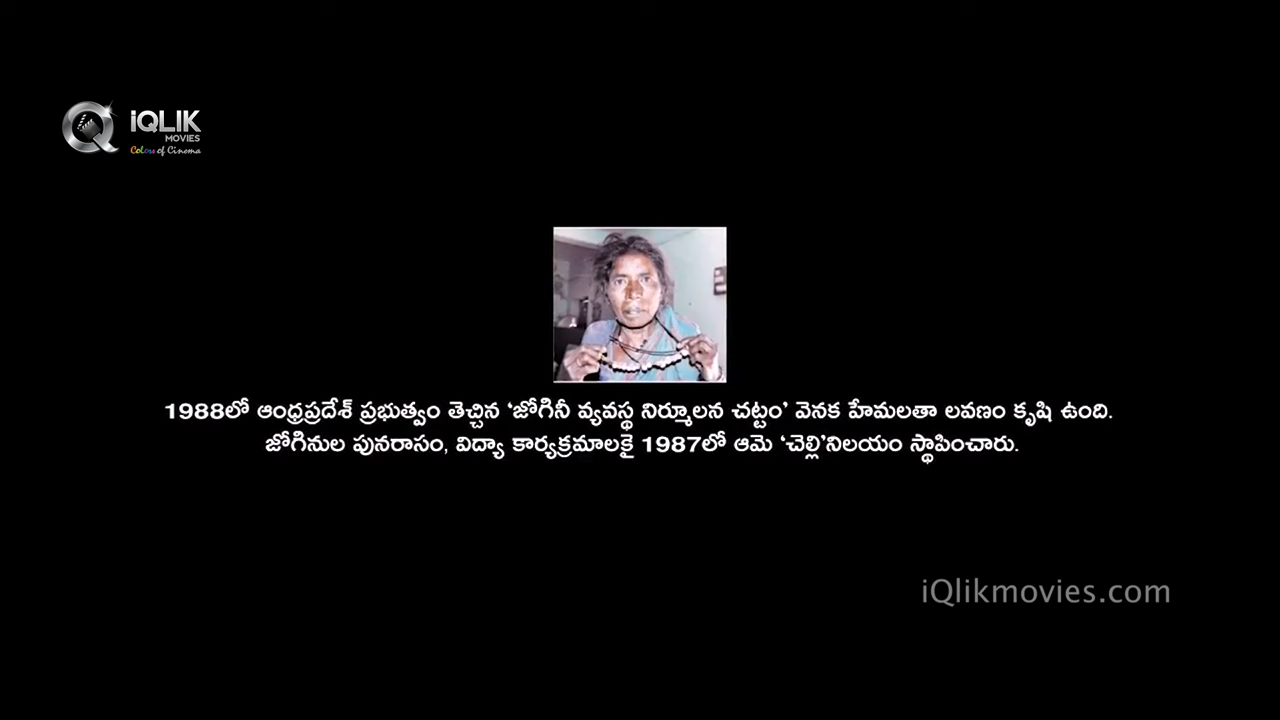 iQLIK
MOVIES
Colors of Cinema
1988లో ఆంధ్రప్రదేశ్ ప్రభుత్వం తెచ్చిన ‘జోగినీ వ్యవస్థ నిర్మూలన చట్టం’ వెనక హేమలతా లవణం కృషి ఉంది.
జోగినుల పునరాసం, విద్యా కార్యక్రమాలకై 1987లో ఆమె ‘చెల్లి’నిలయం స్థాపించారు.
iQlikmovies.com